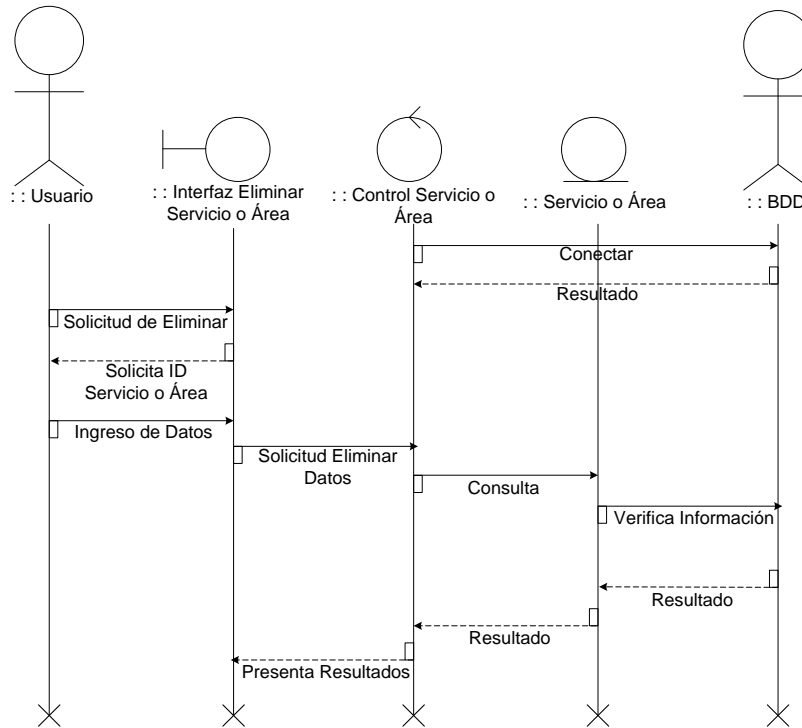 : : Usuario
: : Interfaz Eliminar
Servicio o Área
: : Control Servicio o
Área
: : Servicio o Área
: : BDD
Conectar
Resultado
Solicitud de Eliminar
Solicita ID
Servicio o Área
Ingreso de Datos
Solicitud Eliminar
Datos
Consulta
Verifica Información
Resultado
Resultado
Presenta Resultados